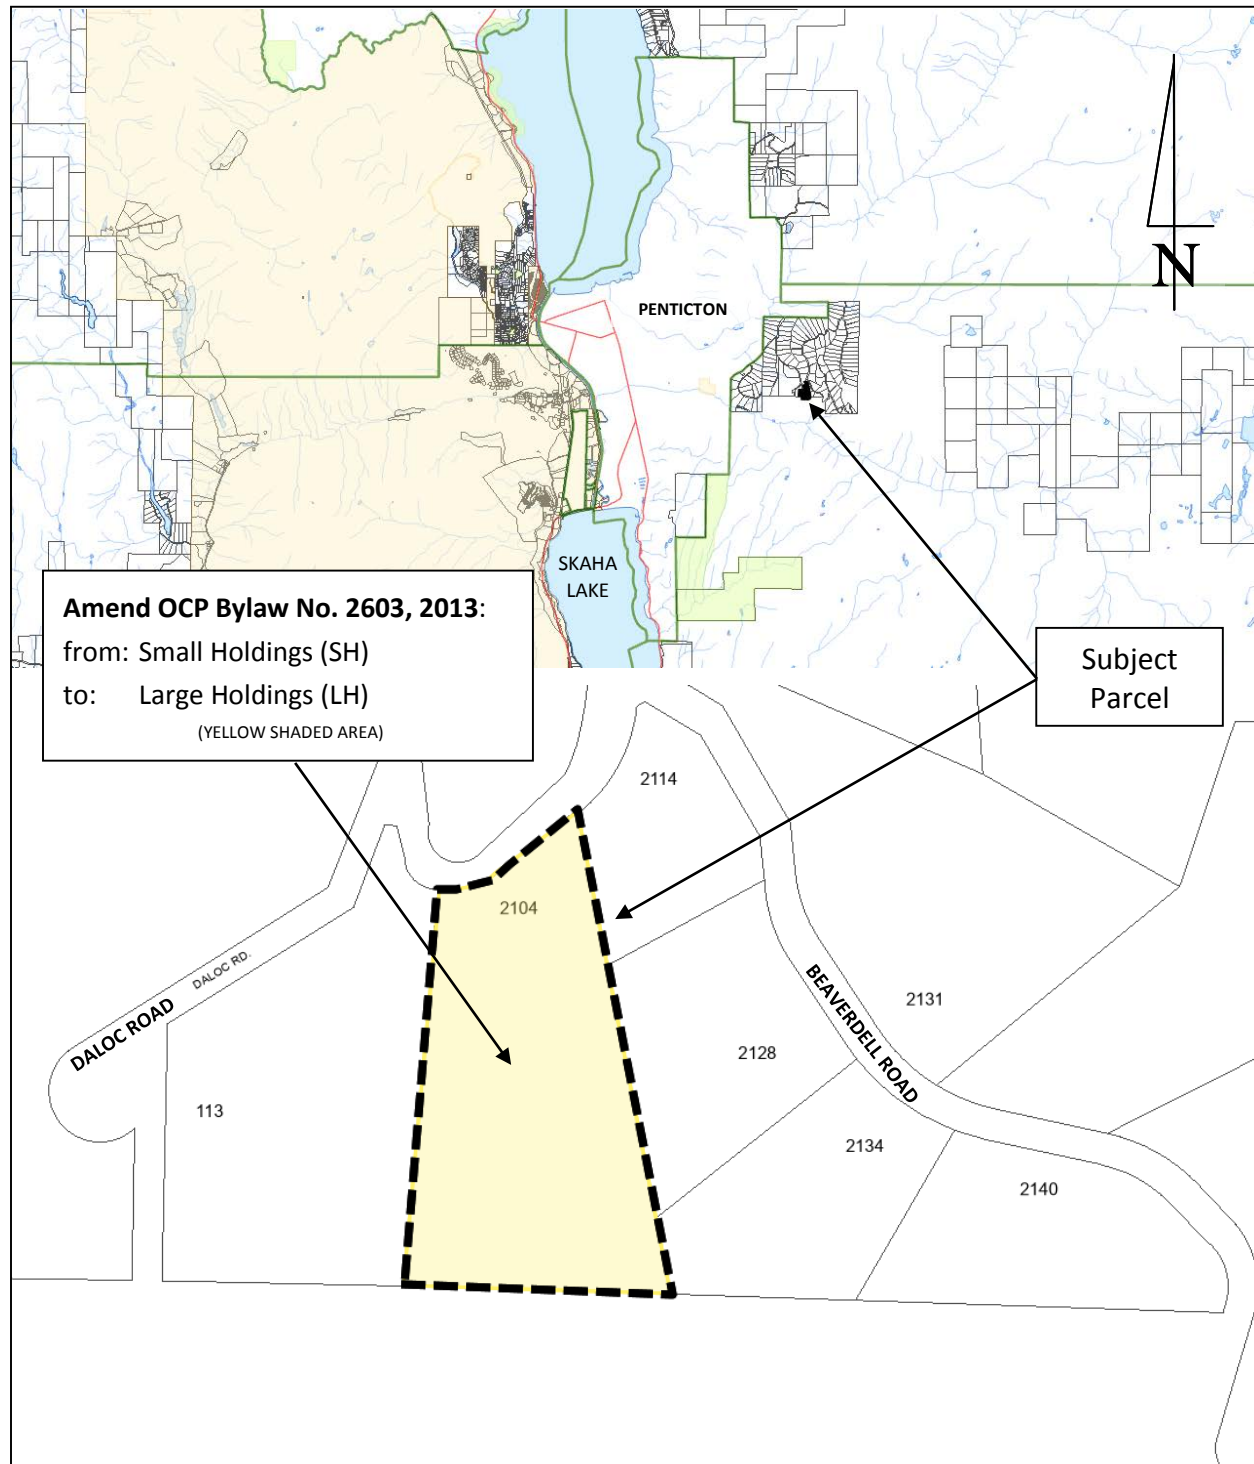 PENTICTON
N
SKAHA
LAKE
Amend OCP Bylaw No. 2603, 2013:
from: Small Holdings (SH)
to: Large Holdings (LH)
(YELLOW SHADED AREA)
Subject
Parcel
2114
2104
DALOC RD.
DALOC ROAD
BEAVERDELL ROAD
2131
2128
113
2134
2140